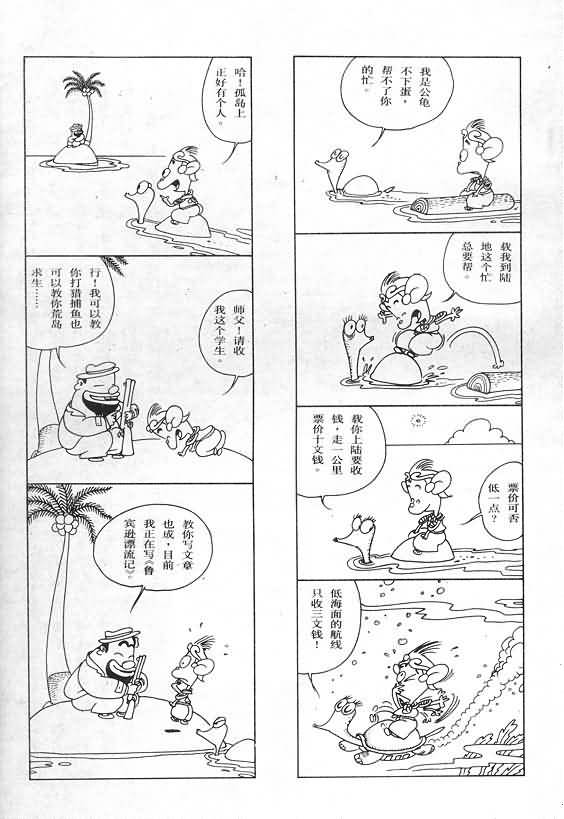 我是公龟
不下蛋，
帮不了你
的忙。
载我到陆
地这个忙
总要帮。
载你上陆要收
钱，走一公里
票价十文钱。
票价可否
低一点？
低海面的航线
只收三文钱！
哈！孤岛上
正好有个人。
师父！请收
我这个学生。
行！我可以教
你打猎捕鱼也
可以教你荒岛
求生……
教你写文章
也成，目前
我正在写《鲁
宾逊漂流记》。